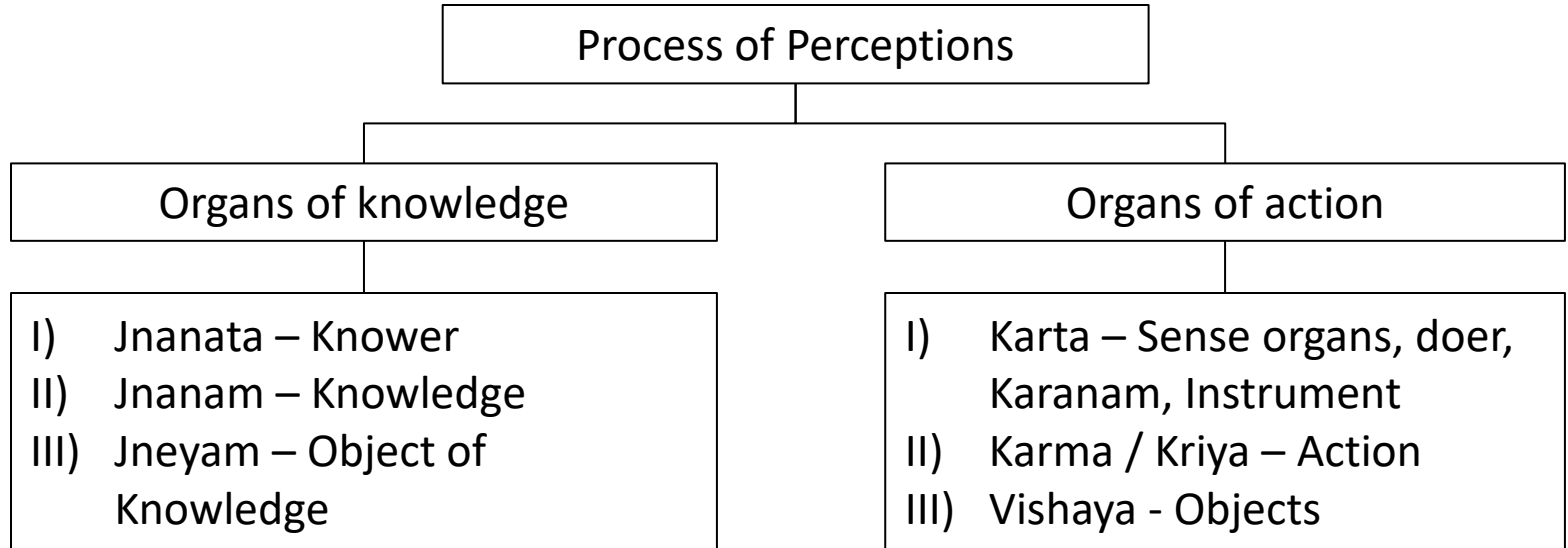 Process of Perceptions
Organs of knowledge
I) Jnanata – Knower
II) Jnanam – Knowledge
III) Jneyam – Object of
Knowledge
Organs of action
I) Karta – Sense organs, doer,
Karanam, Instrument
II) Karma / Kriya – Action
III) Vishaya - Objects